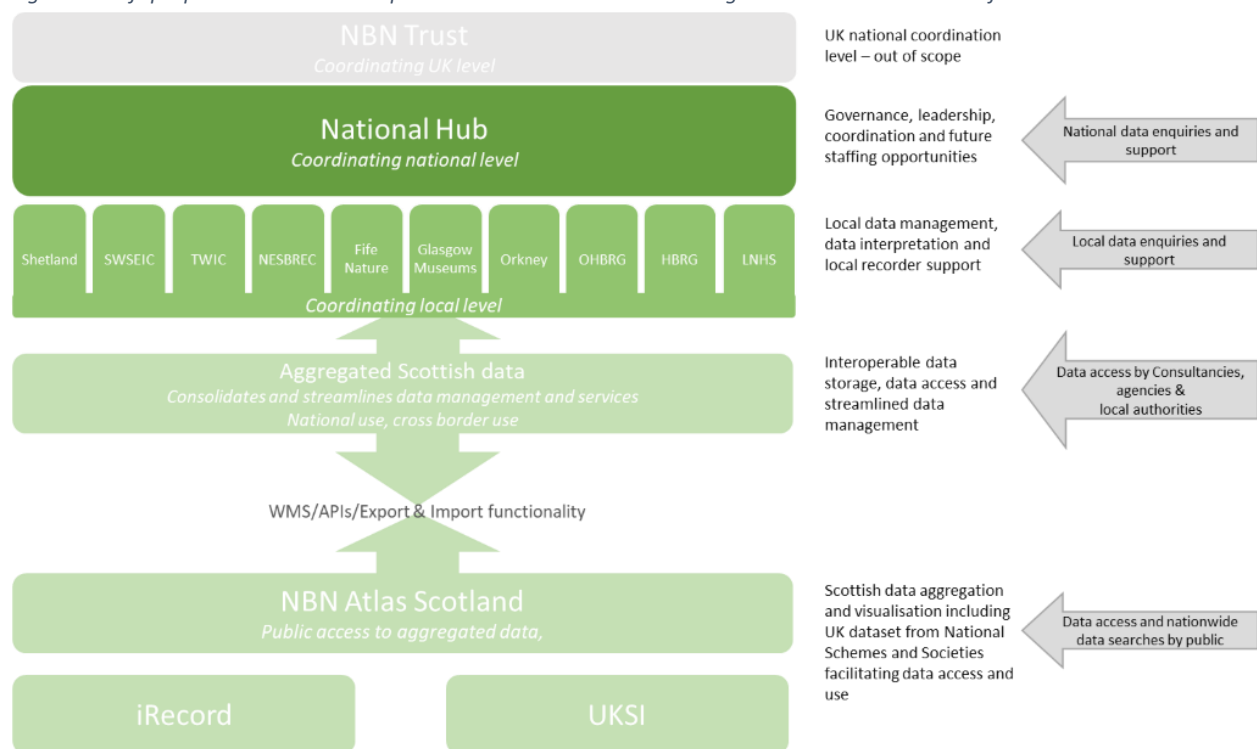 NBN Trust
Coordinating UK level
UK national coordination
level – out of scope
National Hub
Coordinating national level
Governance, leadership,
coordination and future
staffing opportunities
National data enquiries and
support
Shetland
SWSEIC
TWIC
NESBREC
Fife
Nature
Glasgow
Museums
Orkney
OHBRG
HBRG
LNHS
Coordinating local level
Local data management,
data interpretation and
local recorder support
Local data enquiries and
support
Aggregated Scottish data
Consolidates and streamlines data management and services
National use, cross border use
Interoperable data
storage, data access and
streamlined data
management
Data access by Consultancies,
agencies &
local authorities
WMS/APIs/Export & Import functionality
NBN Atlas Scotland
Public access to aggregated data,
Scottish data aggregation
and visualisation including
UK dataset from National
Schemes and Societies
facilitating data access and
use
Data access and nationwide
data searches by public
iRecord
UKSI